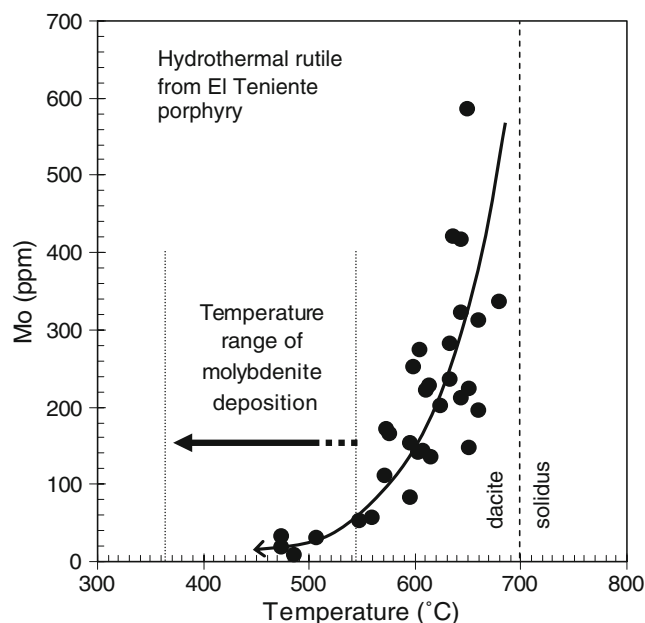 700
600
500
400
300
200
100
0
Mo (ppm)
Hydrothermal rutile
from El Teniente
porphyry
Temperature
range of
molybdenite
deposition
dacite
solidus
300
400
500
600
700
800
Temperature (˚C)